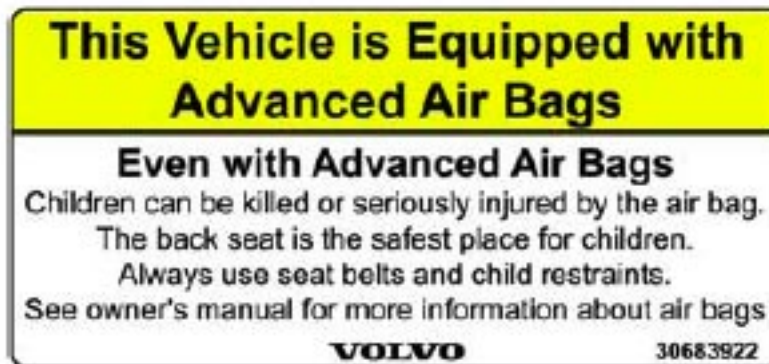 This Vehicle is Equipped with
Advanced Air Bags
Even with Advanced Air Bags
Children can be killed or seriously injured by the air bag.
The back seat is the safest place for children.
Always use seat belts and child restraints.
See owner's manual for more information about air bags
VOLVO 30683922